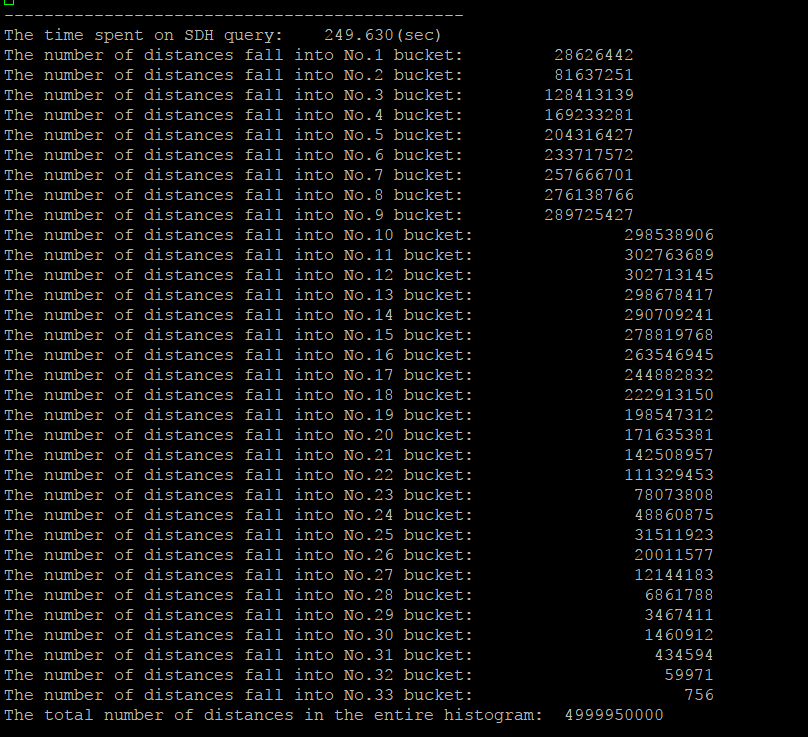 ----------------------------------------------
The time spent on SDH query:    249.630(sec)
The number of distances fall into No.1 bucket:         28626442
The number of distances fall into No.2 bucket:         81637251
The number of distances fall into No.3 bucket:        128413139
The number of distances fall into No.4 bucket:        169233281
The number of distances fall into No.5 bucket:        204316427
The number of distances fall into No.6 bucket:        233717572
The number of distances fall into No.7 bucket:        257666701
The number of distances fall into No.8 bucket:        276138766
The number of distances fall into No.9 bucket:        289725427
The number of distances fall into No.10 bucket:               298538906
The number of distances fall into No.11 bucket:               302763689
The number of distances fall into No.12 bucket:               302713145
The number of distances fall into No.13 bucket:               298678417
The number of distances fall into No.14 bucket:               290709241
The number of distances fall into No.15 bucket:               278819768
The number of distances fall into No.16 bucket:               263546945
The number of distances fall into No.17 bucket:               244882832
The number of distances fall into No.18 bucket:               222913150
The number of distances fall into No.19 bucket:               198547312
The number of distances fall into No.20 bucket:               171635381
The number of distances fall into No.21 bucket:               142508957
The number of distances fall into No.22 bucket:               111329453
The number of distances fall into No.23 bucket:                78073808
The number of distances fall into No.24 bucket:                48860875
The number of distances fall into No.25 bucket:                31511923
The number of distances fall into No.26 bucket:                20011577
The number of distances fall into No.27 bucket:                12144183
The number of distances fall into No.28 bucket:                 6861788
The number of distances fall into No.29 bucket:                 3467411
The number of distances fall into No.30 bucket:                 1460912
The number of distances fall into No.31 bucket:                  434594
The number of distances fall into No.32 bucket:                   59971
The number of distances fall into No.33 bucket:                     756
The total number of distances in the entire histogram:  4999950000